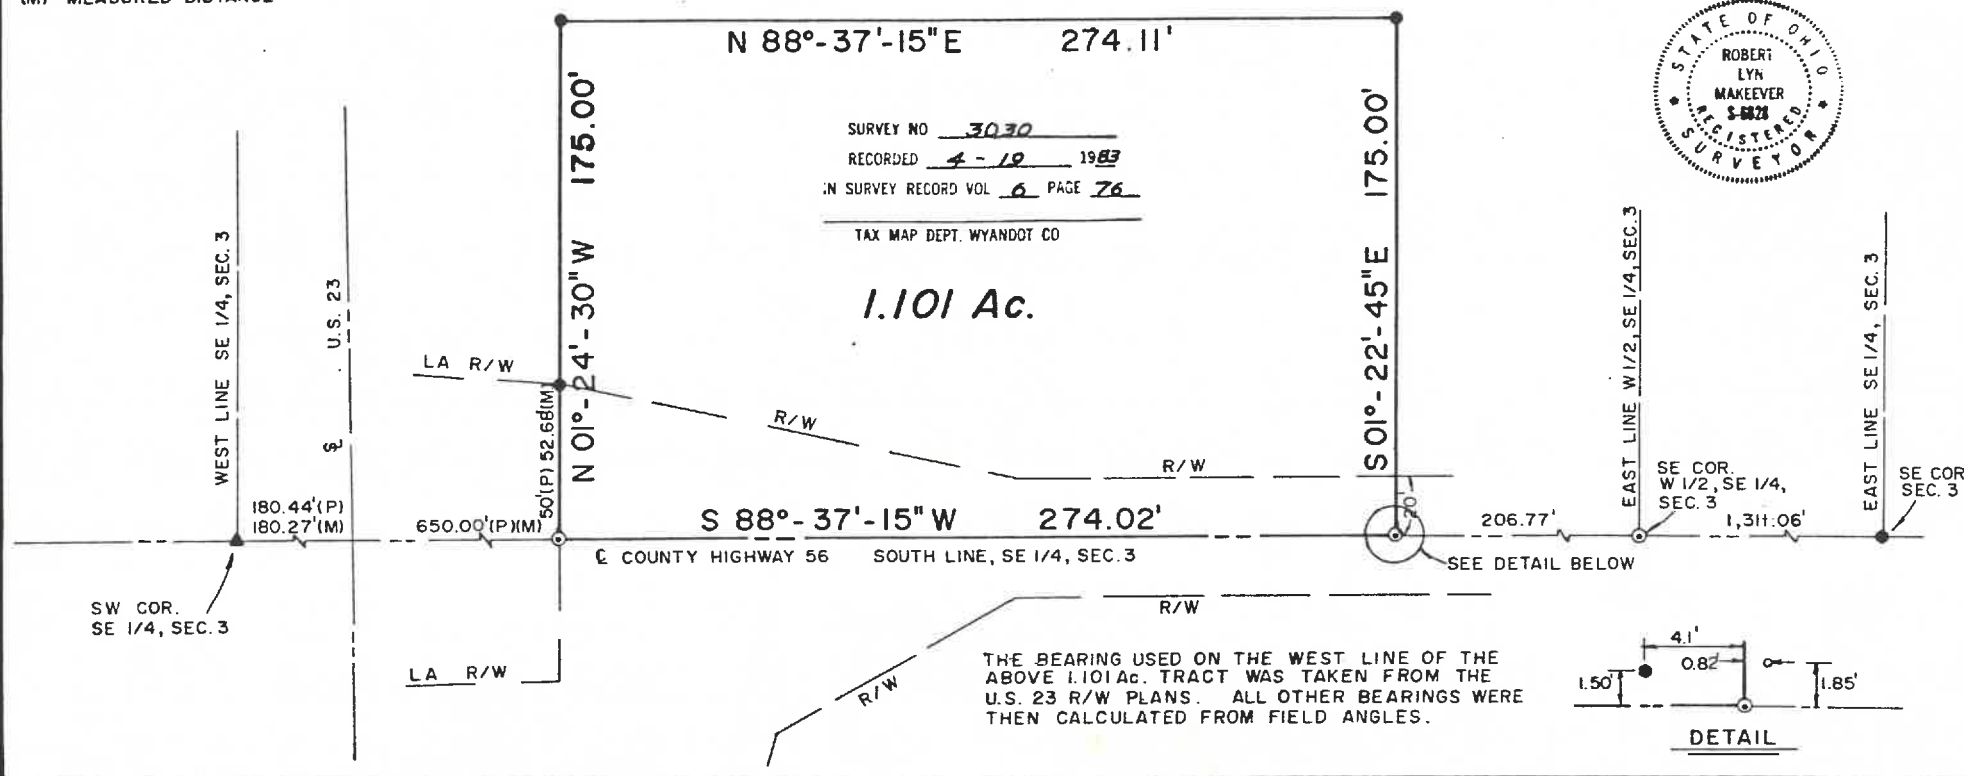 (M) MEASURED DISTANCE
N 88°-37'-15"E 274.11'
N 01°-24'-30"W 175.00'
SURVEY NO 3030
RECORDED 4 - 19 1983
IN SURVEY RECORD VOL 6 PAGE 76
TAX MAP DEPT. WYANDOT CO
1.101 Ac.
S 01°-22'-45"E 175.00'
STATE OF OHIO
ROBERT
LYN
MAKEEVER
S-6828
REGISTERED
SURVEYOR
WEST LINE SE 1/4, SEC. 3
U.S. 23
℄
LA R/W
R/W
R/W
50'(P) 52.68'(M)
EAST LINE W1/2, SE 1/4, SEC. 3
EAST LINE SE 1/4, SEC. 3
SE COR.
W 1/2, SE 1/4,
SEC. 3
SE COR
SEC. 3
180.44'(P)
180.27'(M)
650.00'(P)(M)
S 88°-37'-15"W 274.02'
20'
206.77'
1,311.06'
℄ COUNTY HIGHWAY 56 SOUTH LINE, SE 1/4, SEC. 3
SEE DETAIL BELOW
SW COR.
SE 1/4, SEC. 3
R/W
LA R/W
R/W
THE BEARING USED ON THE WEST LINE OF THE
ABOVE 1.101 Ac. TRACT WAS TAKEN FROM THE
U.S. 23 R/W PLANS. ALL OTHER BEARINGS WERE
THEN CALCULATED FROM FIELD ANGLES.
4.1'
0.82'
1.50'
1.85'
DETAIL